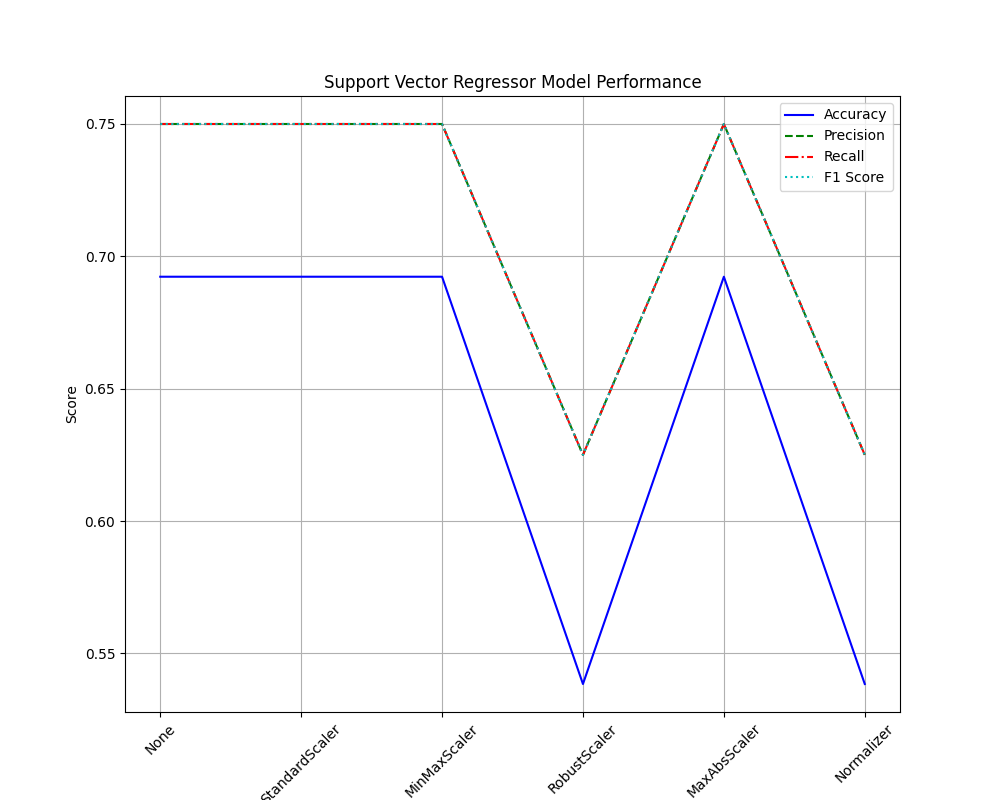 Support Vector Regressor Model Performance
Accuracy
Precision
Recall
F1 Score
0.75
0.70
0.65
0.60
0.55
Score
None
StandardScaler
MinMaxScaler
RobustScaler
MaxAbsScaler
Normalizer